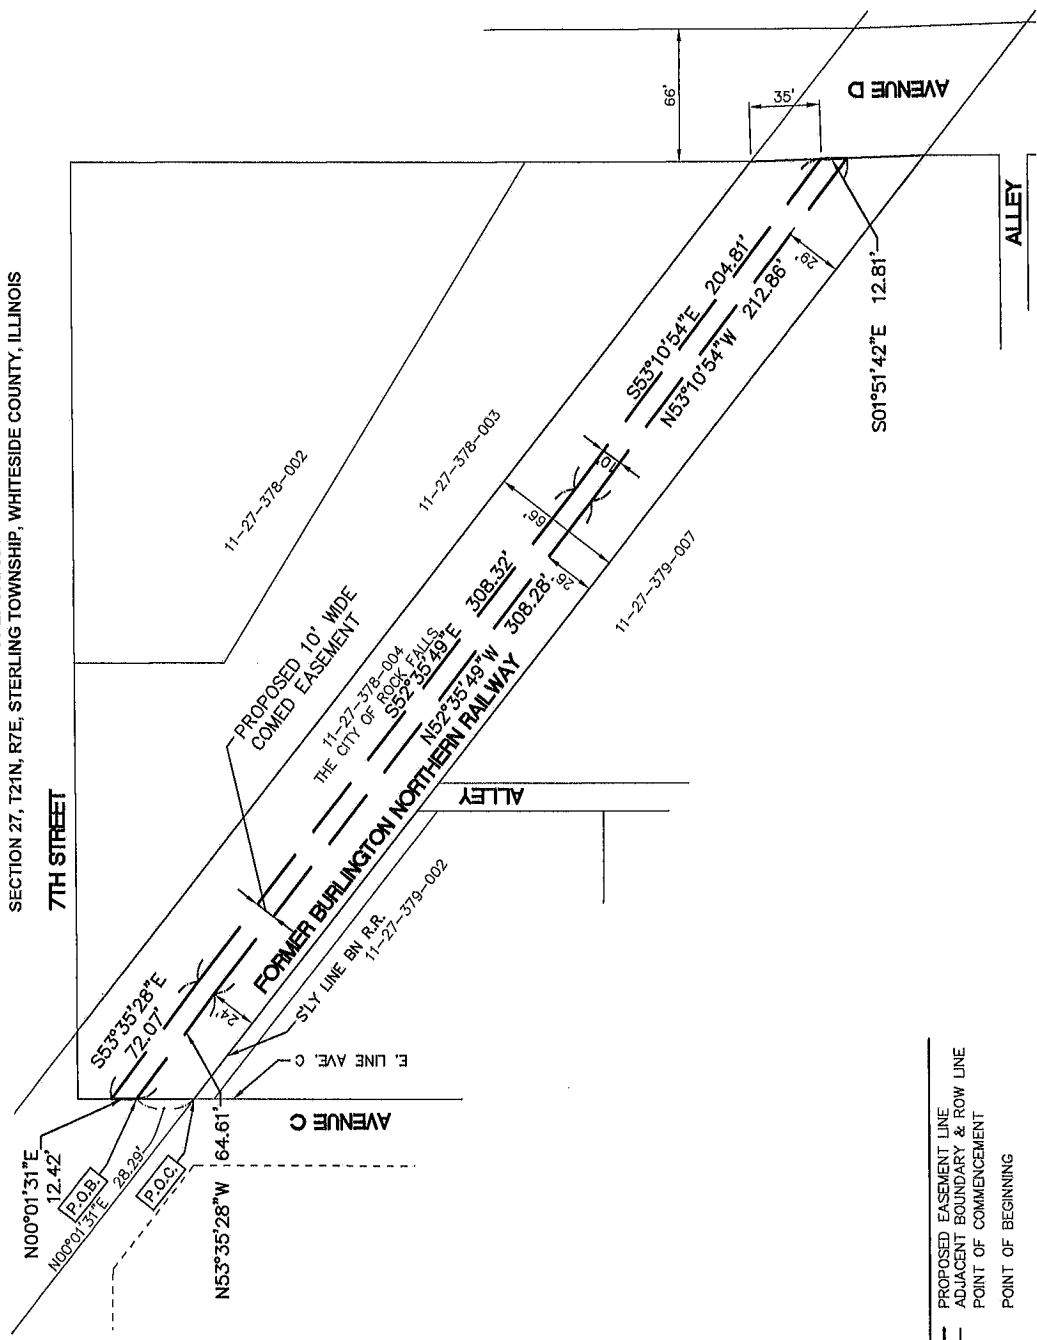 SECTION 27, T21N, R7E, STERLING TOWNSHIP, WHITESIDE COUNTY, ILLINOIS
7TH STREET
66'
35'
AVENUE D
ALLEY
S01°51'42"E 12.81'
29'
S53°10'54"E 204.81'
N53°10'54"W 212.86'
11-27-378-002
11-27-378-003
10'
66'
26'
11-27-379-007
PROPOSED 10' WIDE
COMED EASEMENT
11-27-378-004
THE CITY OF ROCK FALLS
S52°35'49"E 308.32'
N52°35'49"W 308.28'
FORMER BURLINGTON NORTHERN RAILWAY
ALLEY
S'LY LINE BN R.R.
11-27-379-002
S53°35'28"E
72.07'
24'
E. LINE AVE. C
AVENUE C
N00°01'31"E
12.42'
P.O.B.
N00°01'31"E 28.29'
P.O.C.
N53°35'28"W 64.61'
PROPOSED EASEMENT LINE
ADJACENT BOUNDARY & ROW LINE
POINT OF COMMENCEMENT
POINT OF BEGINNING